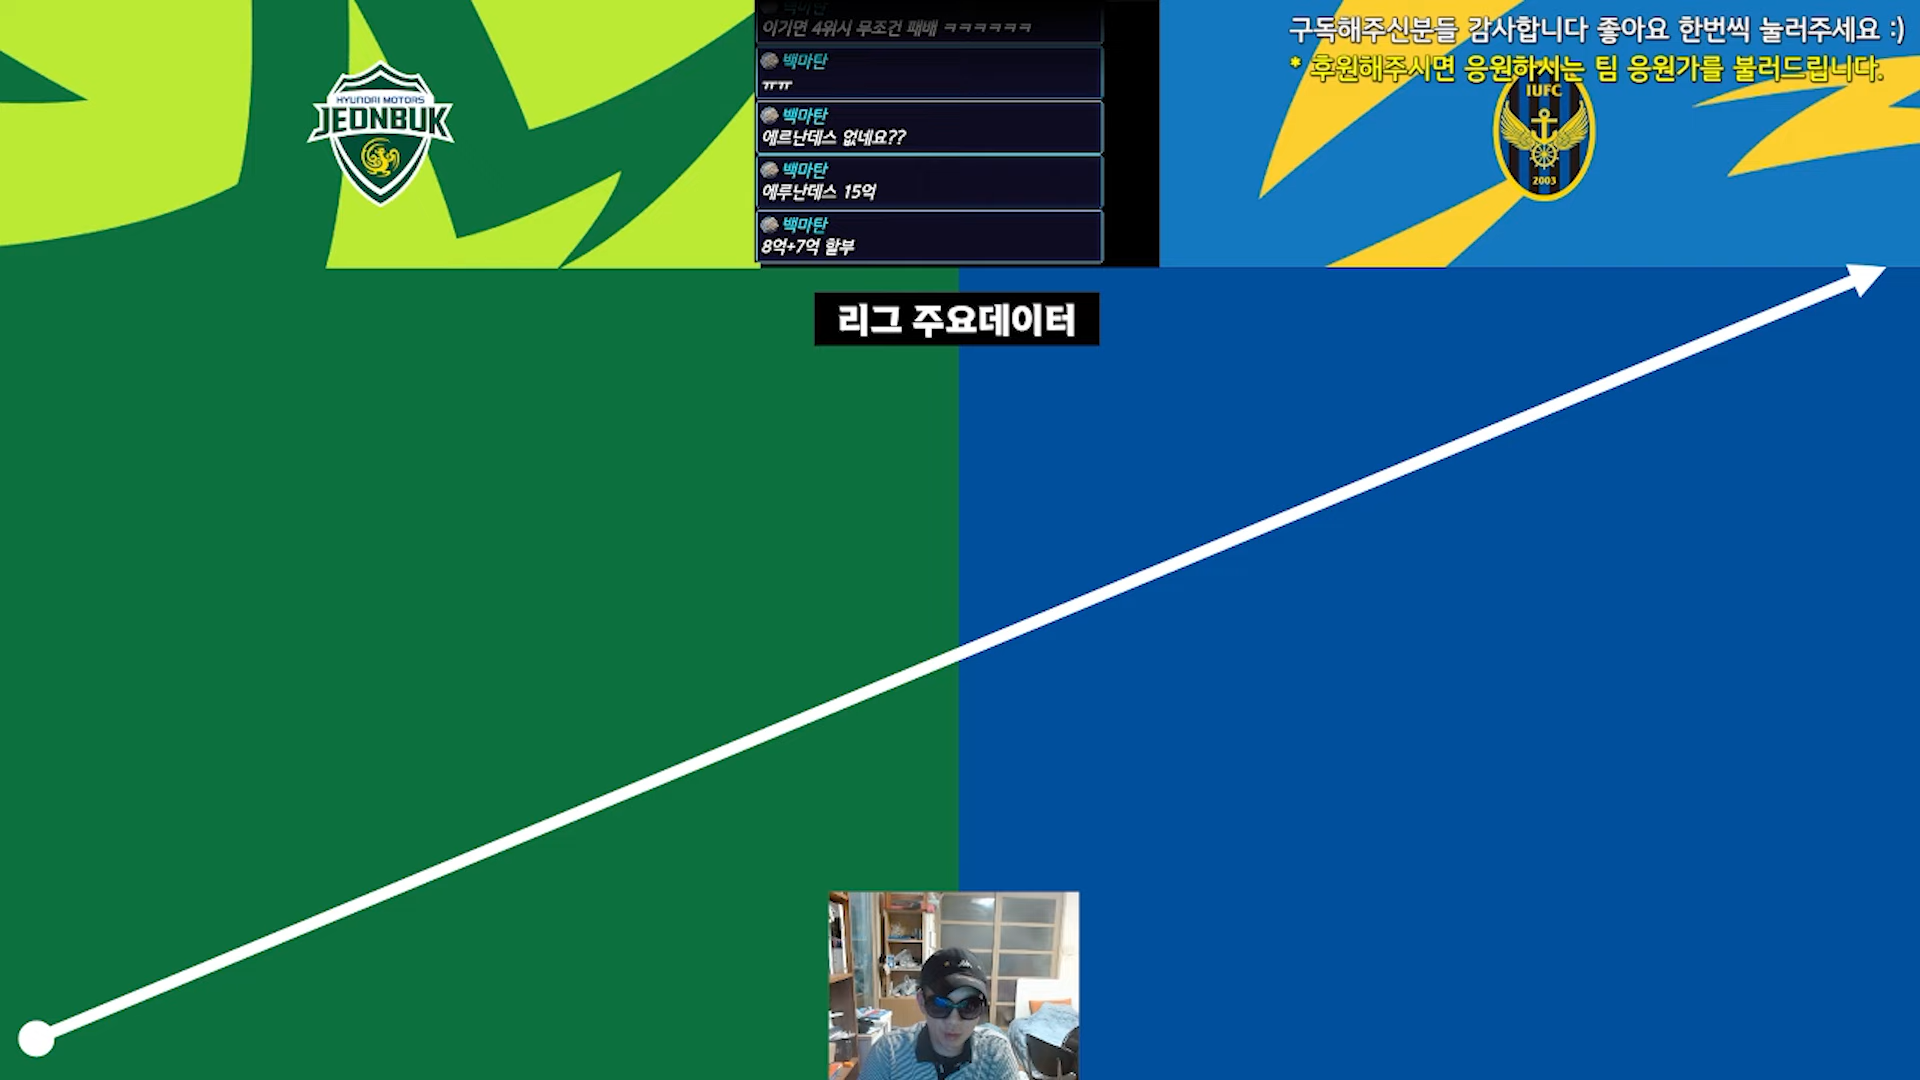 HYUNDAI MOTORS
JEONBUK
백마탄
이기면 4위시 무조건 패배 ㅋㅋㅋㅋㅋㅋ
백마탄
ㅠㅠ
백마탄
에르난데스 없네요??
백마탄
에루난데스 15억
백마탄
8억+7억 할부
구독해주신분들 감사합니다 좋아요 한번씩 눌러주세요 :)
* 후원해주시면 응원하시는 팀 응원가를 불러드립니다.
IUFC
2003
리그 주요데이터